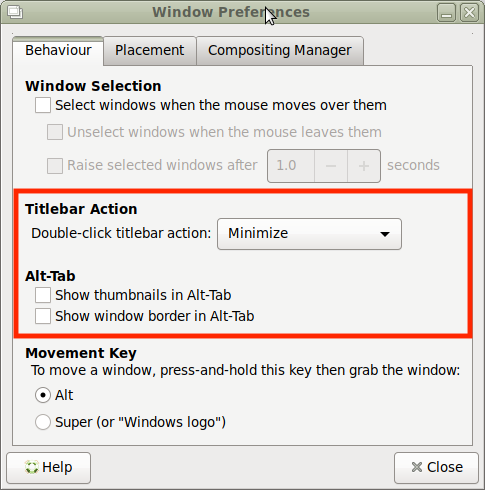 Window Preferences
Behaviour Placement Compositing Manager
Window Selection
Select windows when the mouse moves over them
Unselect windows when the mouse leaves them
Raise selected windows after 1.0 − + seconds
Titlebar Action
Double-click titlebar action: Minimize
Alt-Tab
Show thumbnails in Alt-Tab
Show window border in Alt-Tab
Movement Key
To move a window, press-and-hold this key then grab the window:
Alt
Super (or "Windows logo")
Help Close